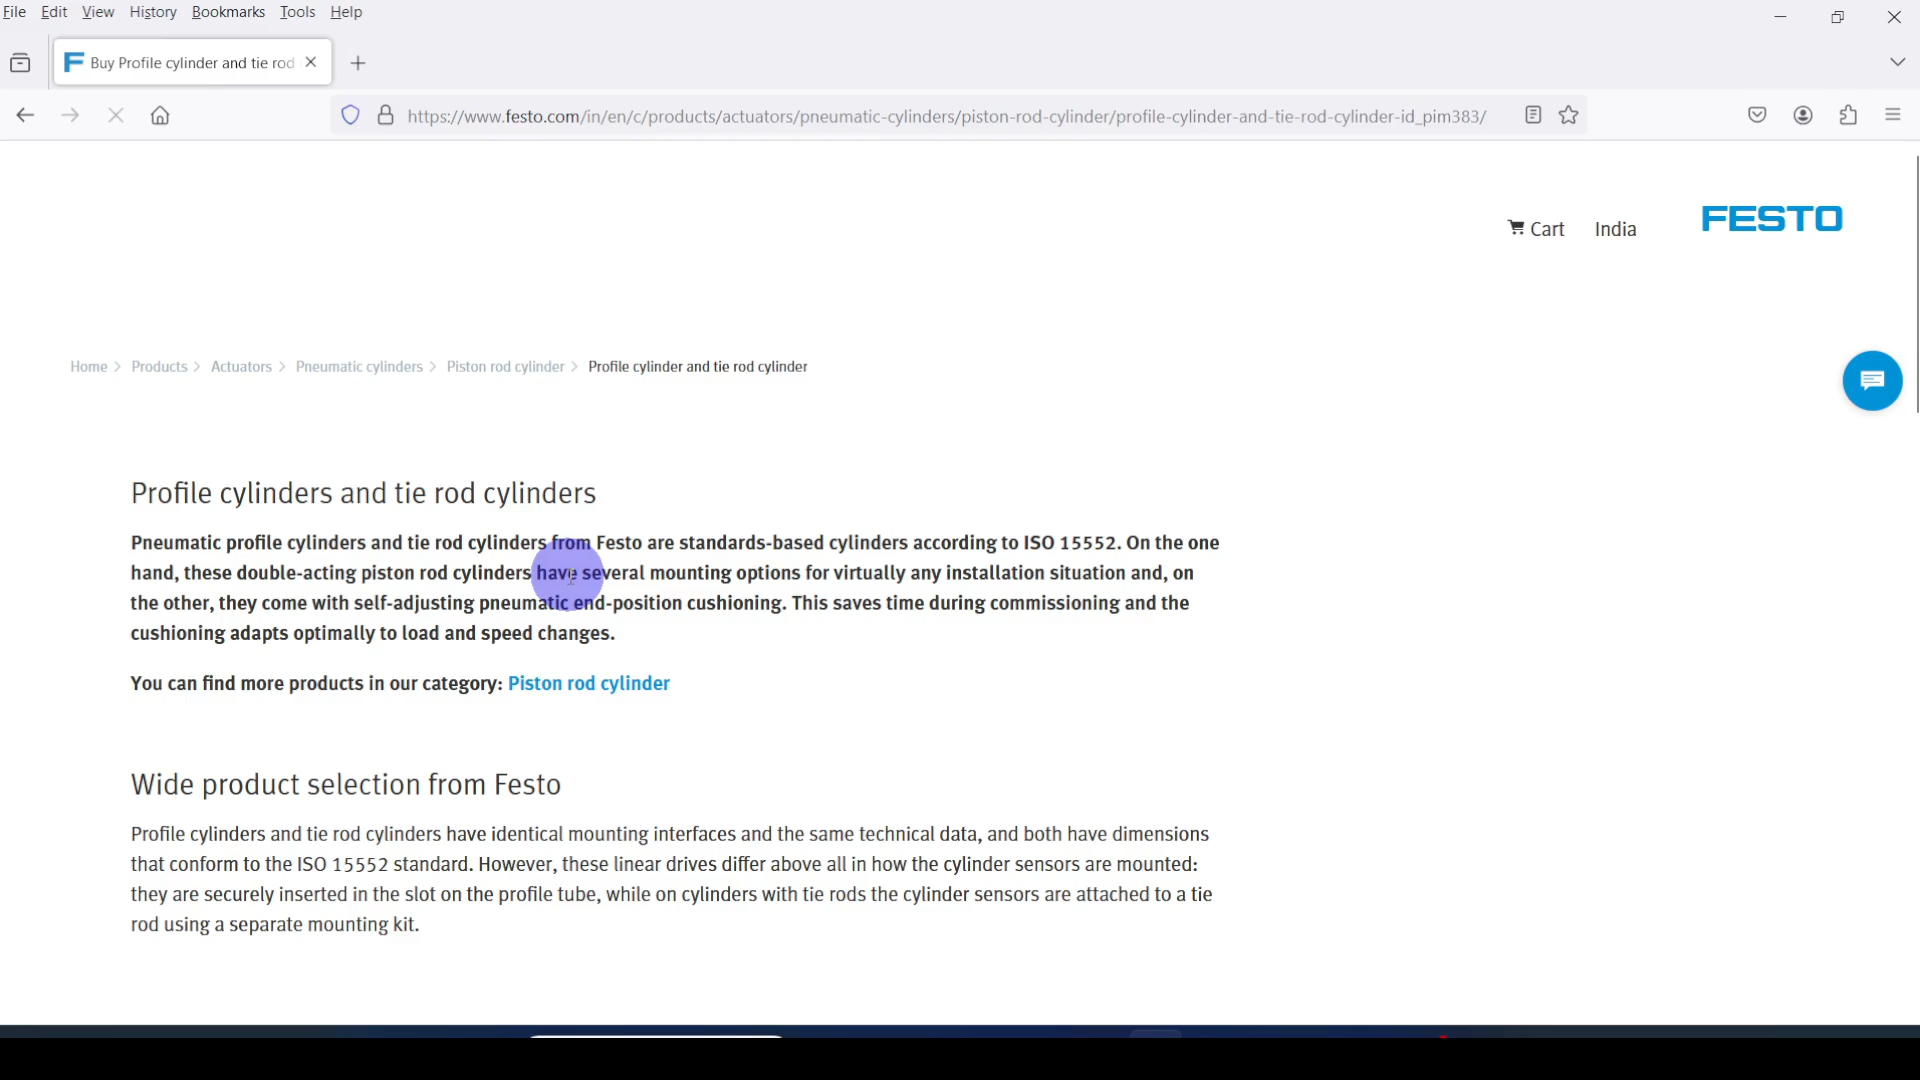 File Edit View History Bookmarks Tools Help
Buy Profile cylinder and tie rod
https://www.festo.com/in/en/c/products/actuators/pneumatic-cylinders/piston-rod-cylinder/profile-cylinder-and-tie-rod-cylinder-id_pim383/
Cart India FESTO
Home > Products > Actuators > Pneumatic cylinders > Piston rod cylinder > Profile cylinder and tie rod cylinder
Profile cylinders and tie rod cylinders
Pneumatic profile cylinders and tie rod cylinders from Festo are standards-based cylinders according to ISO 15552. On the one
hand, these double-acting piston rod cylinders have several mounting options for virtually any installation situation and, on
the other, they come with self-adjusting pneumatic end-position cushioning. This saves time during commissioning and the
cushioning adapts optimally to load and speed changes.
You can find more products in our category: Piston rod cylinder
Wide product selection from Festo
Profile cylinders and tie rod cylinders have identical mounting interfaces and the same technical data, and both have dimensions
that conform to the ISO 15552 standard. However, these linear drives differ above all in how the cylinder sensors are mounted:
they are securely inserted in the slot on the profile tube, while on cylinders with tie rods the cylinder sensors are attached to a tie
rod using a separate mounting kit.